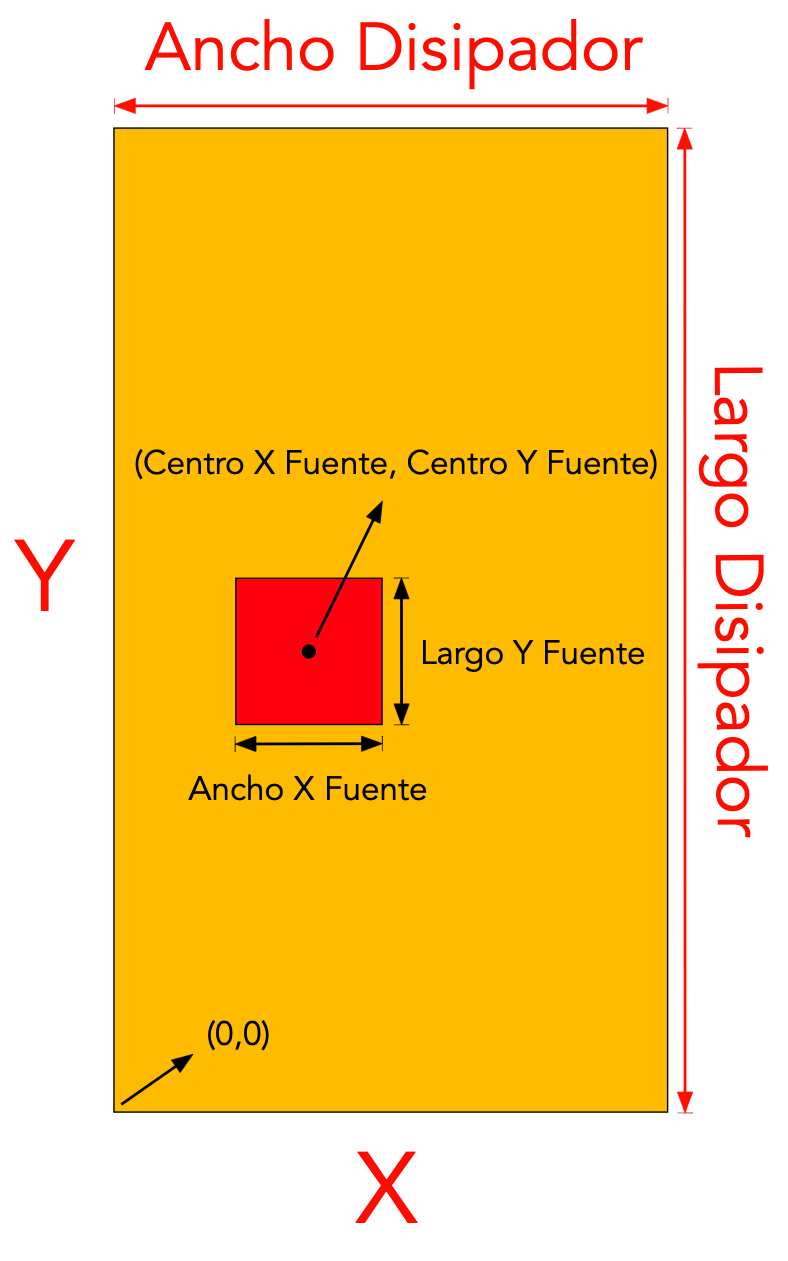 Ancho Disipador
Largo Disipador
(Centro X Fuente, Centro Y Fuente)
Y
Largo Y Fuente
Ancho X Fuente
(0,0)
X